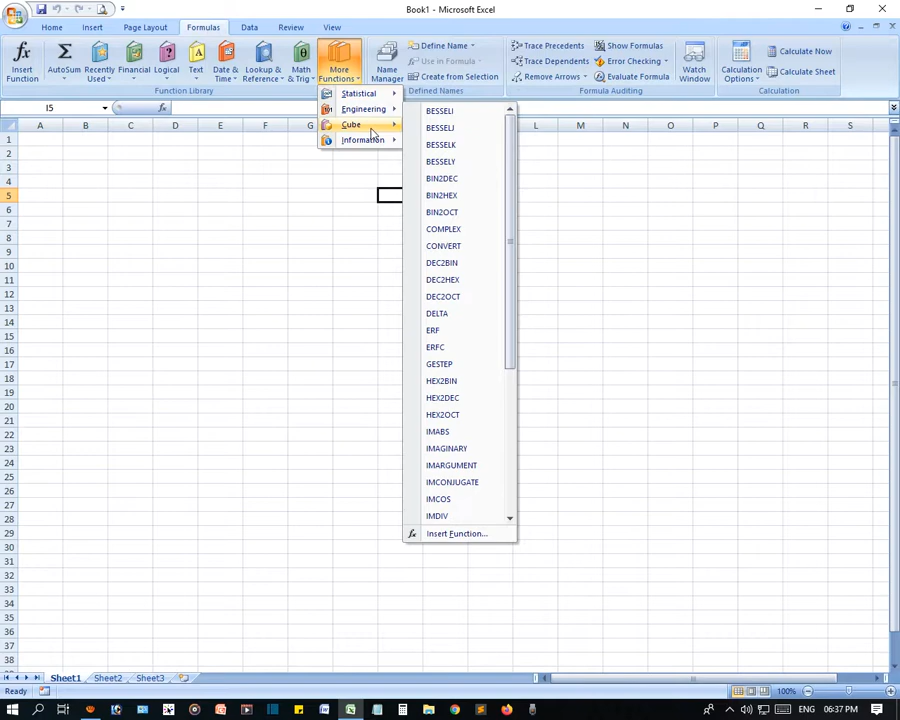 Book1 - Microsoft Excel
Home Insert Page Layout Formulas Data Review View
Insert Function
AutoSum
Recently Used
Financial
Logical
Text
Date & Time
Lookup & Reference
Math & Trig
More Functions
Function Library
Name Manager
Define Name
Use in Formula
Create from Selection
Trace Precedents
Trace Dependents
Remove Arrows
Show Formulas
Error Checking
Evaluate Formula
Formula Auditing
Watch Window
Calculation Options
Calculate Now
Calculate Sheet
Calculation
I5
fx
Statistical
Engineering
Cube
Information
A B C D E F G L M N O P Q R S
1
2
3
4
5
6
7
8
9
10
11
12
13
14
15
16
17
18
19
20
21
22
23
24
25
26
27
28
29
30
31
32
33
34
35
36
37
38
BESSELI
BESSELJ
BESSELK
BESSELY
BIN2DEC
BIN2HEX
BIN2OCT
COMPLEX
CONVERT
DEC2BIN
DEC2HEX
DEC2OCT
DELTA
ERF
ERFC
GESTEP
HEX2BIN
HEX2DEC
HEX2OCT
IMABS
IMAGINARY
IMARGUMENT
IMCONJUGATE
IMCOS
IMDIV
fx Insert Function...
Sheet1 Sheet2 Sheet3
Ready
100%
ENG 06:37 PM